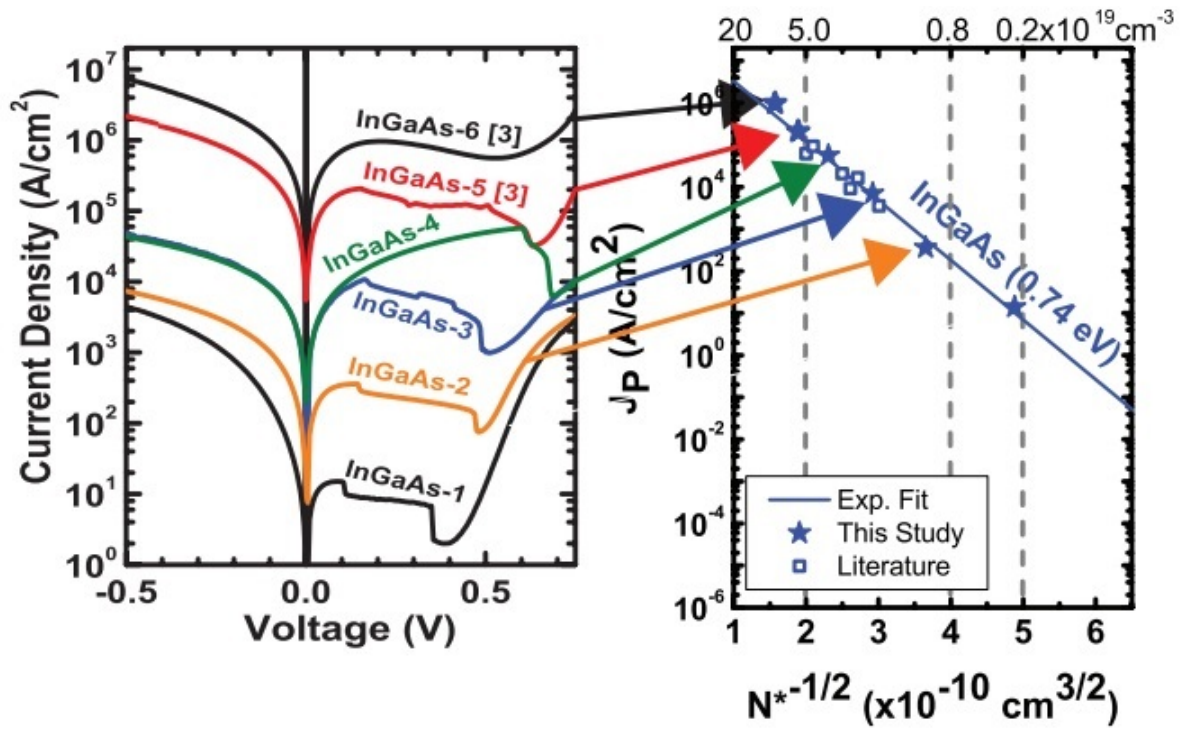 20 5.0 0.8 0.2x10¹⁹cm⁻³
10⁷
10⁶
10⁵
10⁴
10³
10²
10¹
10⁰
Current Density (A/cm²)
-0.5 0.0 0.5
Voltage (V)
InGaAs-6 [3]
InGaAs-5 [3]
InGaAs-4
InGaAs-3
InGaAs-2
InGaAs-1
10⁶
10⁴
10²
10⁰
10⁻²
10⁻⁴
10⁻⁶
Jₚ (A/cm²)
InGaAs (0.74 eV)
Exp. Fit
This Study
Literature
1 2 3 4 5 6
N*⁻¹/² (x10⁻¹⁰ cm³/²)